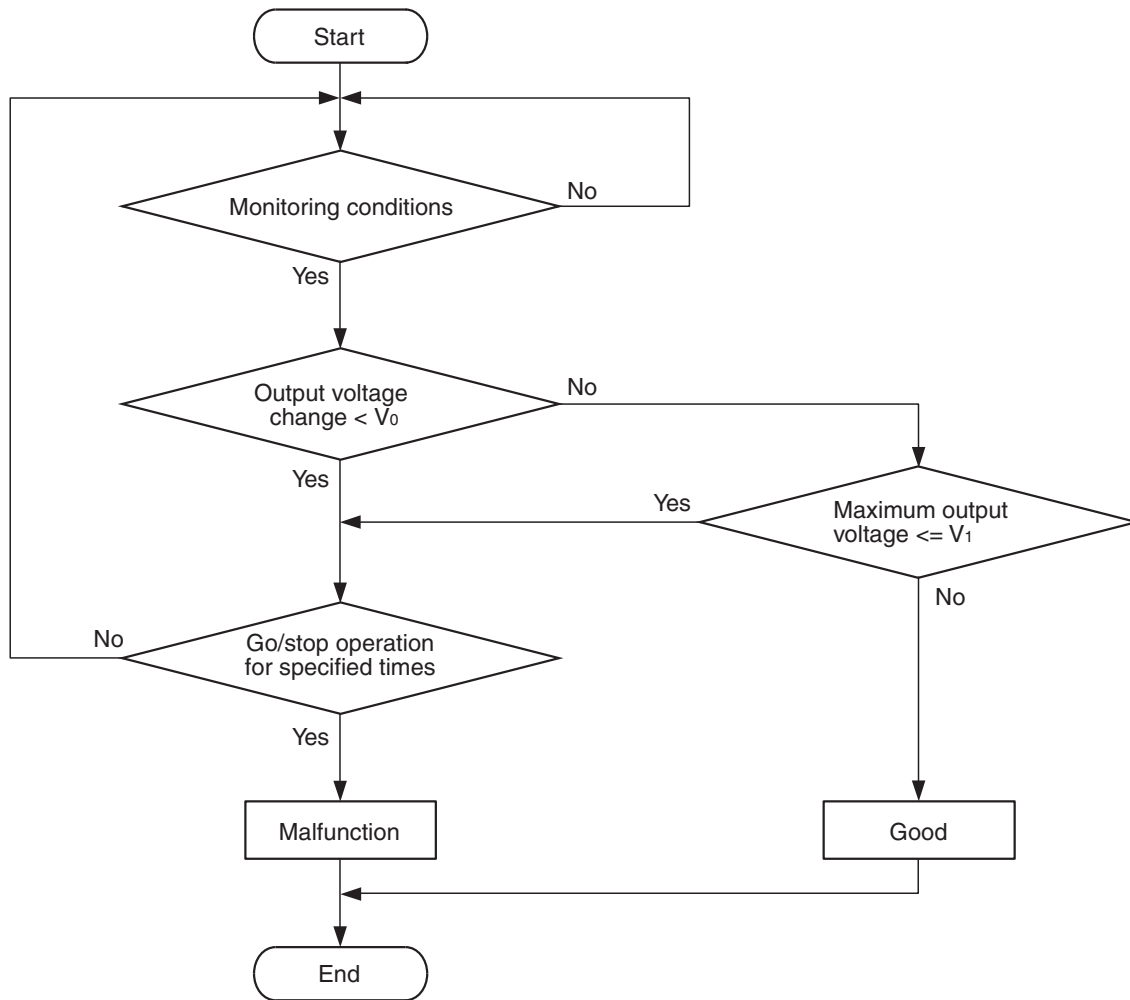 Start
Monitoring conditions
No
Yes
Output voltage
change < V₀
No
Yes
Maximum output
voltage <= V₁
Yes
No
Go/stop operation
for specified times
No
Yes
Malfunction
Good
End